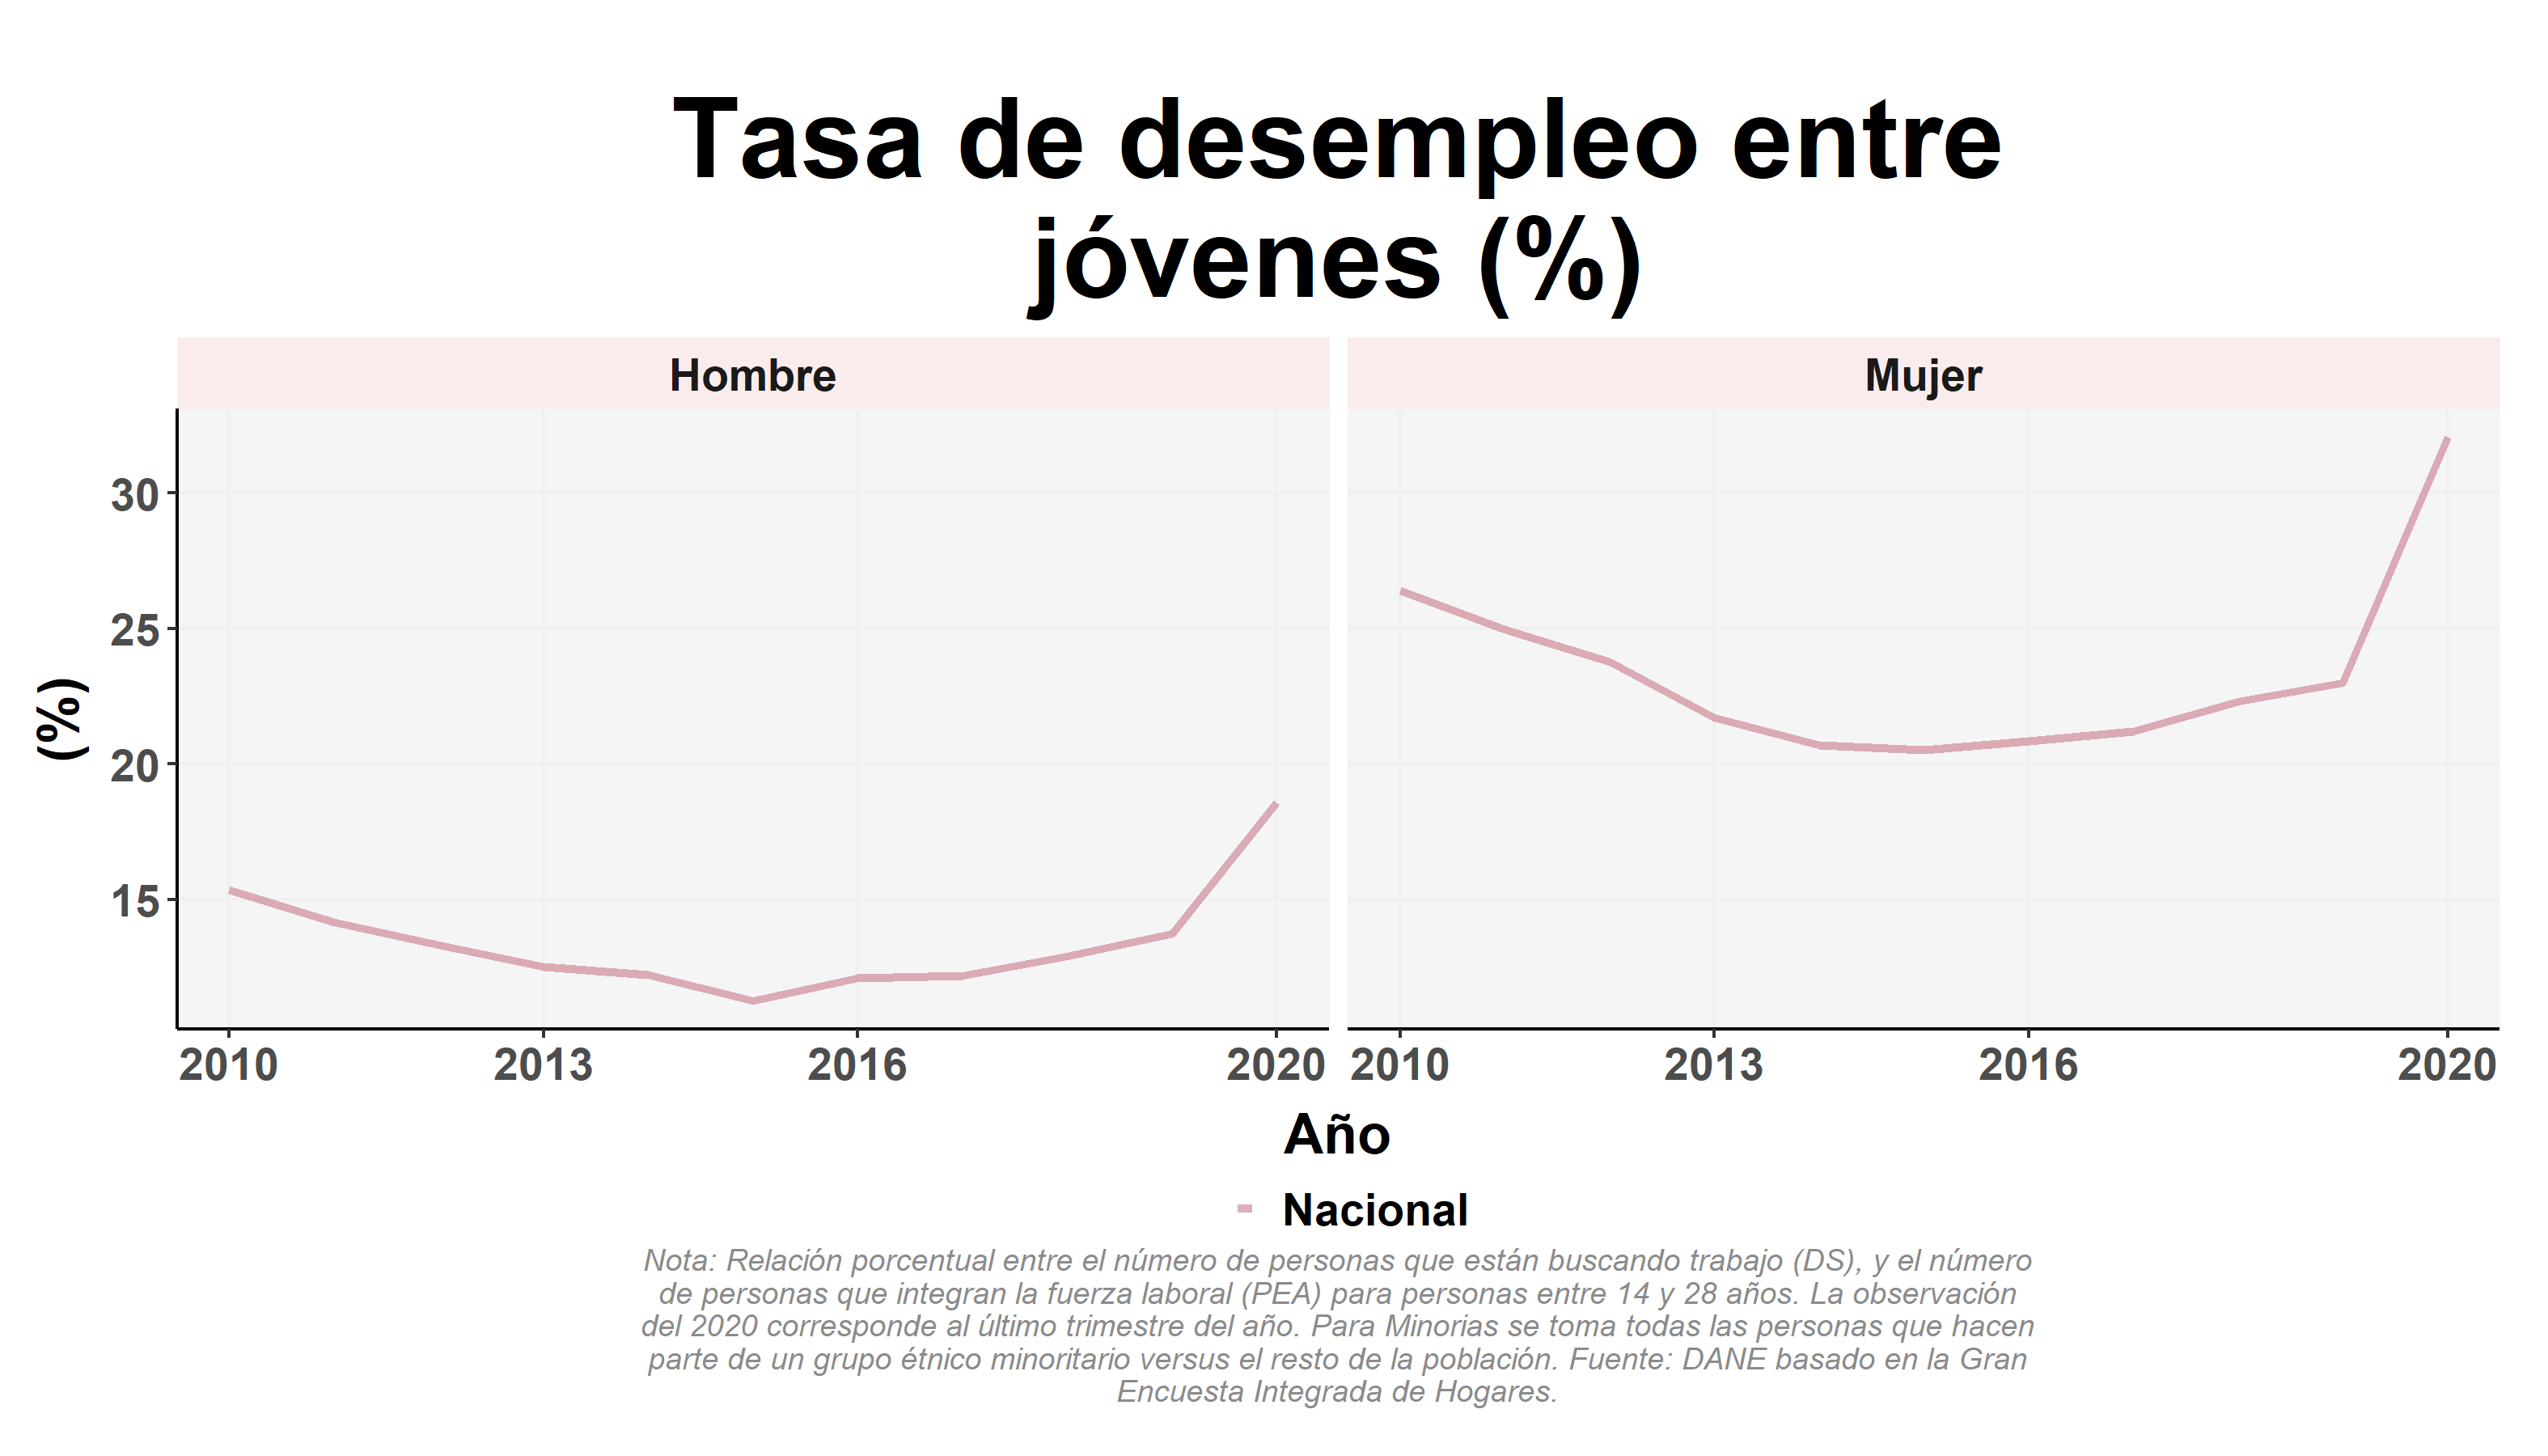 Tasa de desempleo entre
jóvenes (%)
Hombre
Mujer
30
25
20
15
(%)
2010
2013
2016
2020
2010
2013
2016
2020
Año
Nacional
Nota: Relación porcentual entre el número de personas que están buscando trabajo (DS), y el número
de personas que integran la fuerza laboral (PEA) para personas entre 14 y 28 años. La observación
del 2020 corresponde al último trimestre del año. Para Minorias se toma todas las personas que hacen
parte de un grupo étnico minoritario versus el resto de la población. Fuente: DANE basado en la Gran
Encuesta Integrada de Hogares.